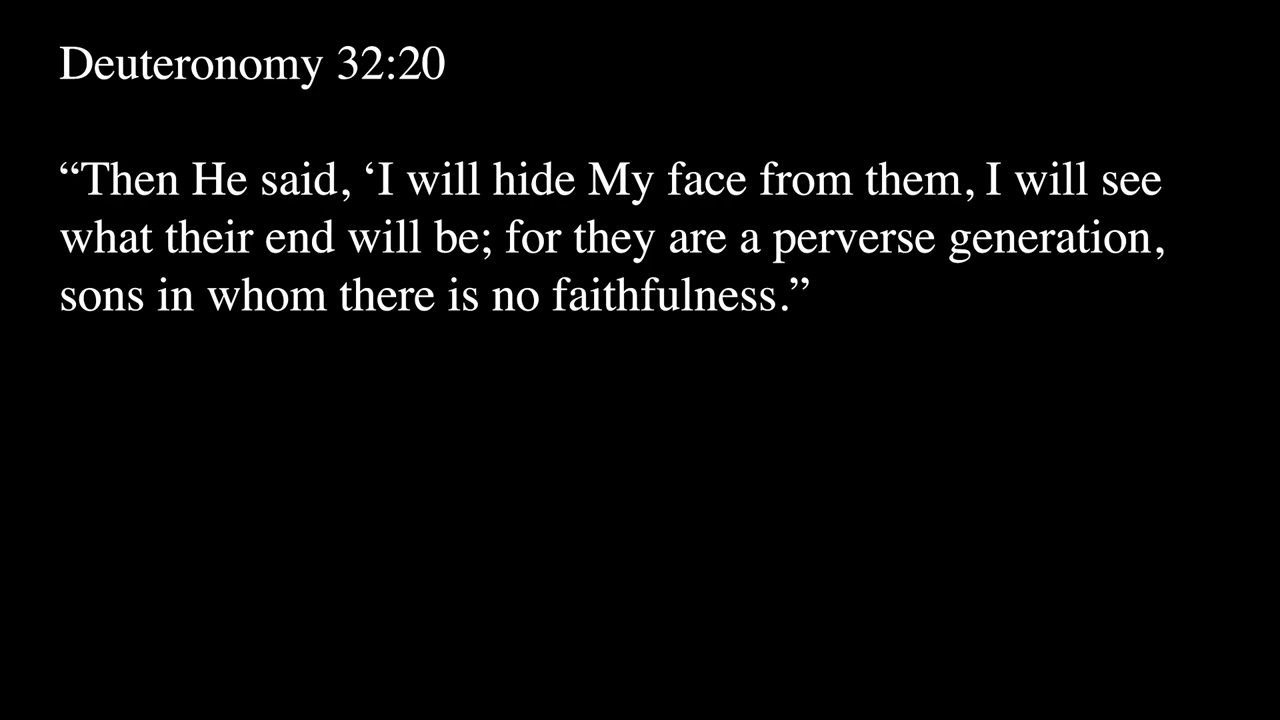 Deuteronomy 32:20
“Then He said, ‘I will hide My face from them, I will see
what their end will be; for they are a perverse generation,
sons in whom there is no faithfulness.”